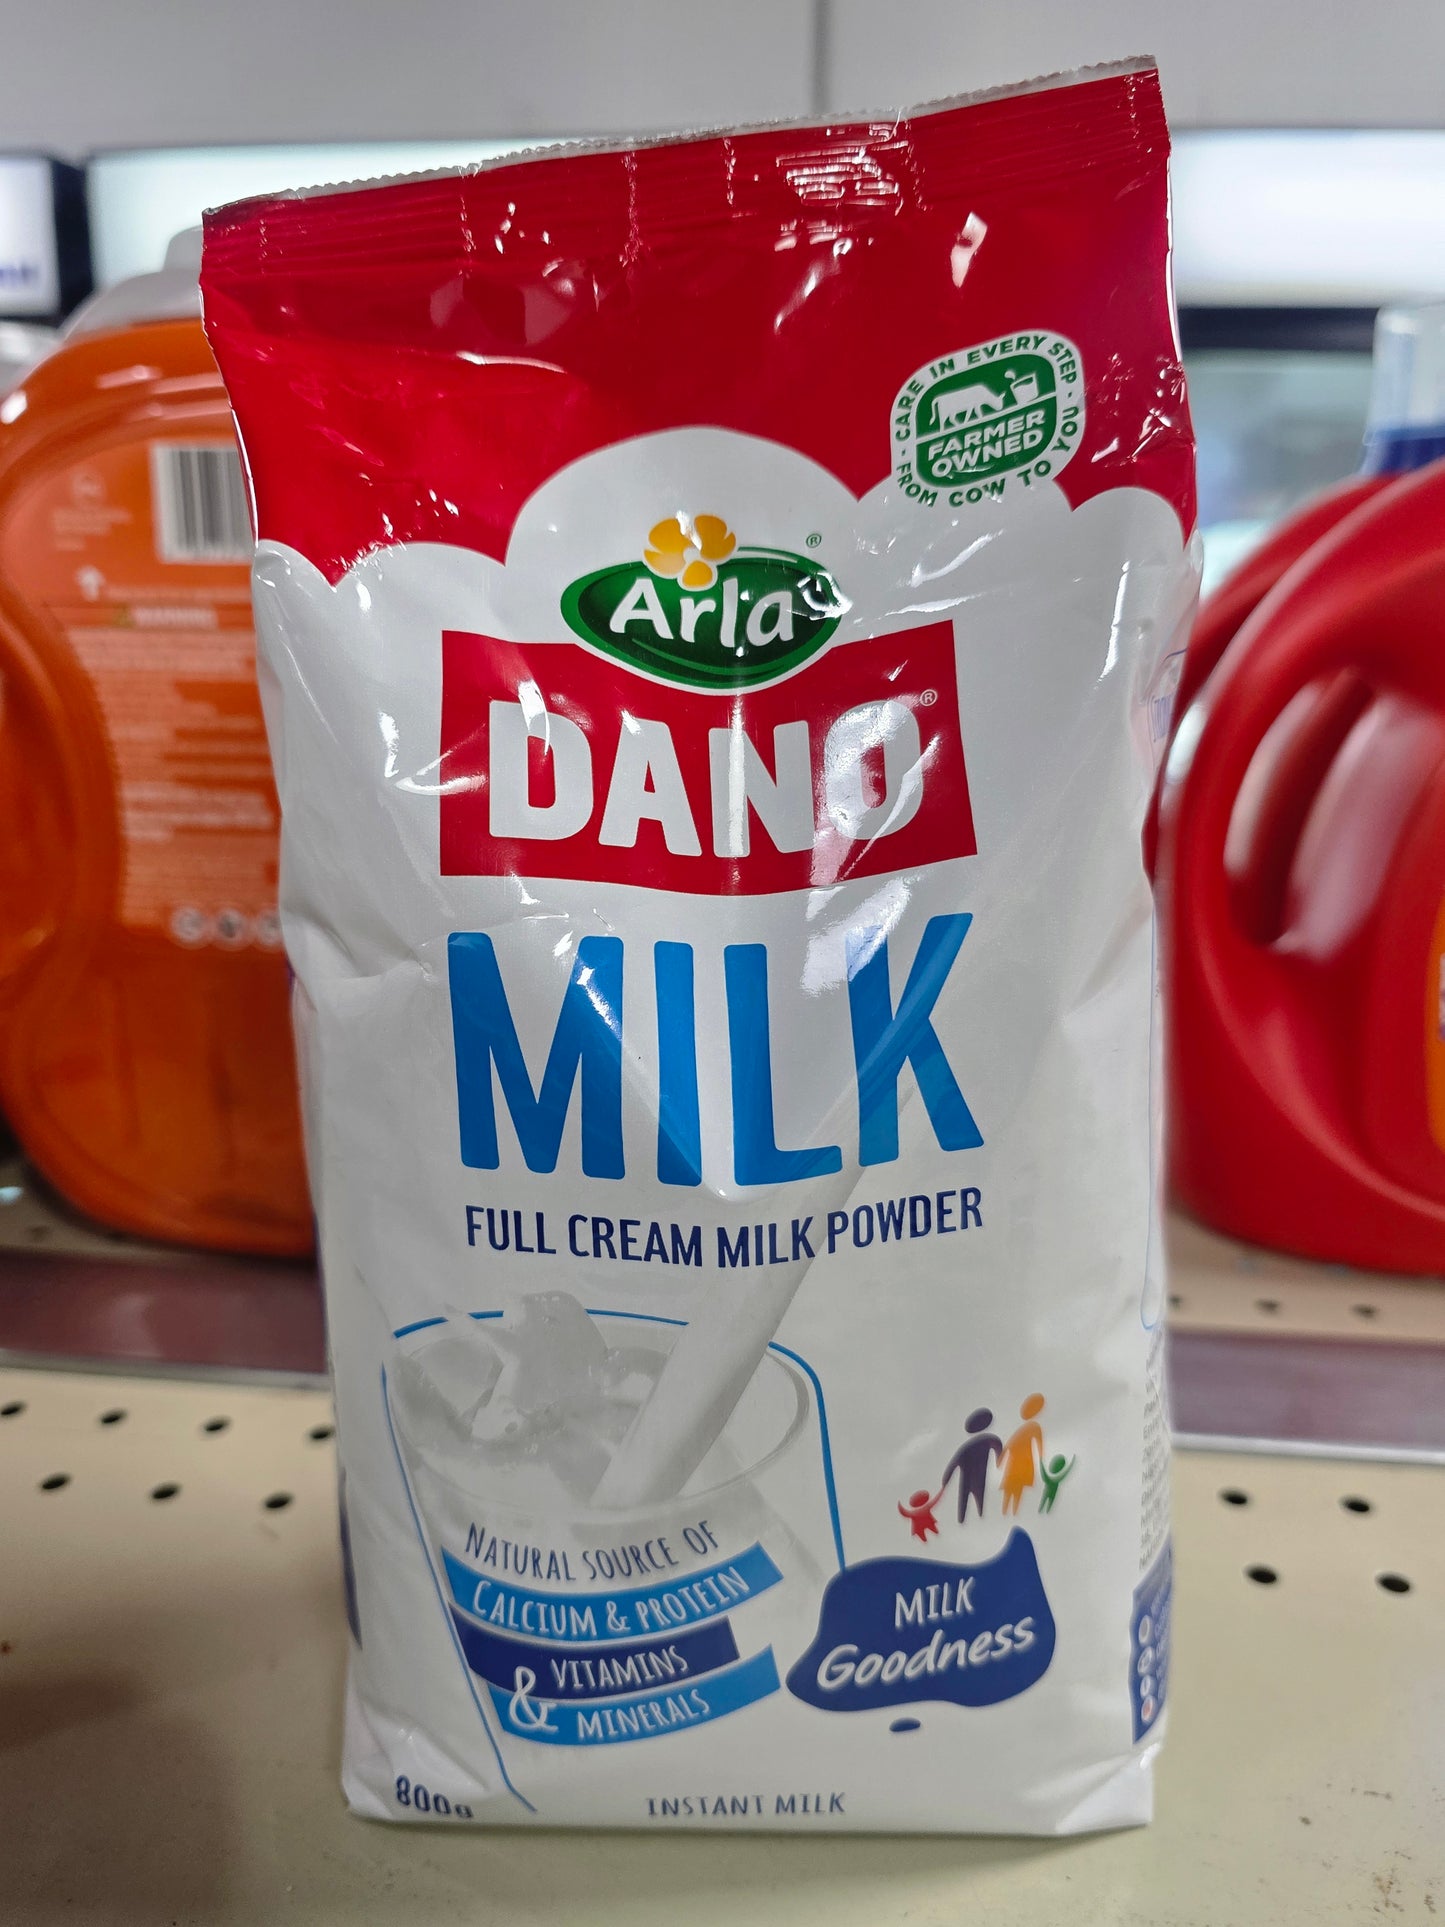 CARE IN EVERY STEP
FARMER
OWNED
FROM COW TO YOU
Arla®
DANO®
MILK
FULL CREAM MILK POWDER
NATURAL SOURCE OF
CALCIUM & PROTEIN
VITAMINS
& MINERALS
MILK
Goodness
800g
INSTANT MILK
WARNING